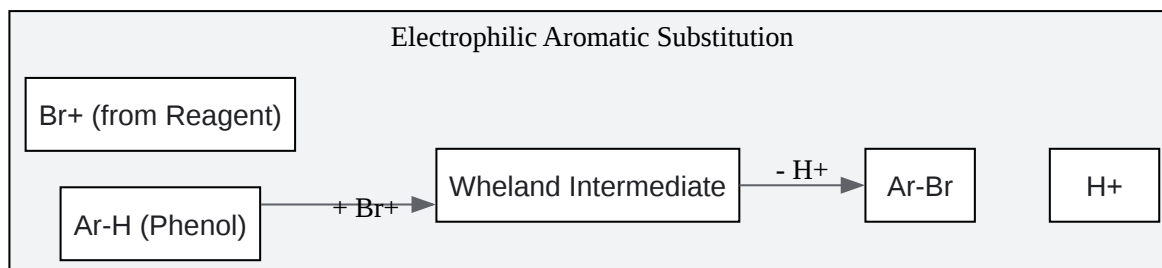 Electrophilic Aromatic Substitution
Br+ (from Reagent)
Ar-H (Phenol)
+ Br+
Wheland Intermediate
- H+
Ar-Br
H+